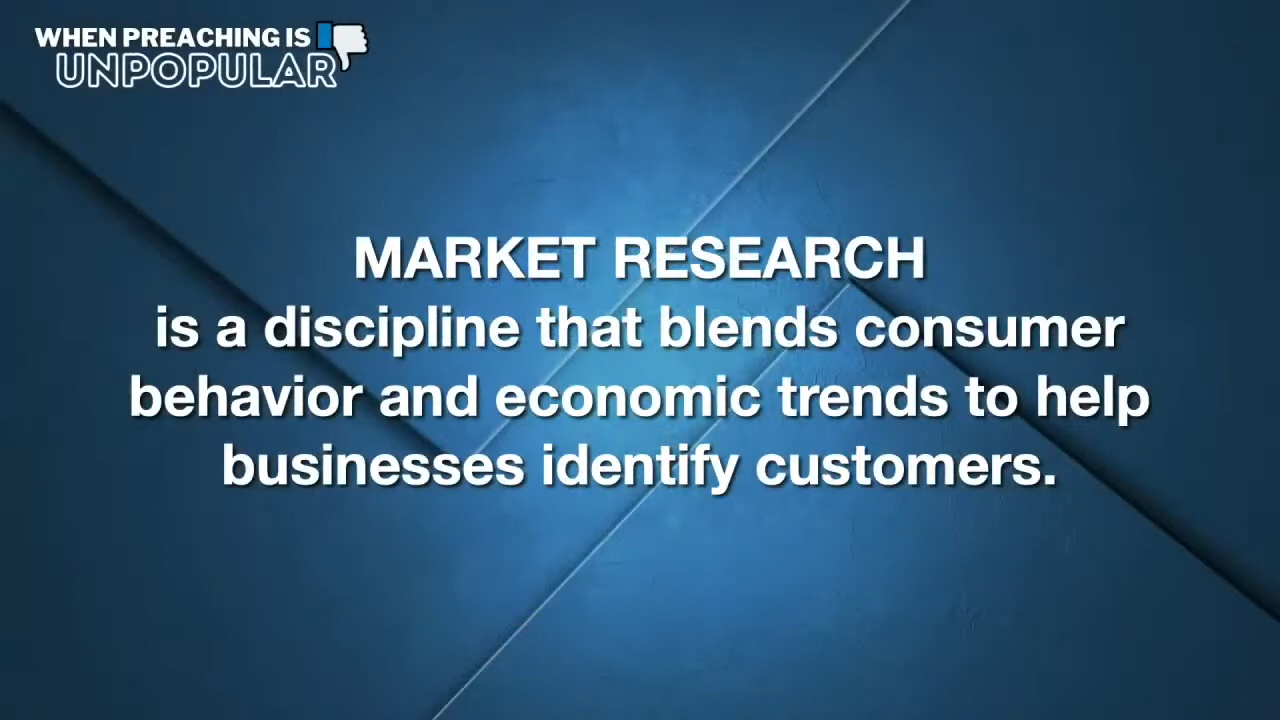 WHEN PREACHING IS
UNPOPULAR
MARKET RESEARCH
is a discipline that blends consumer
behavior and economic trends to help
businesses identify customers.